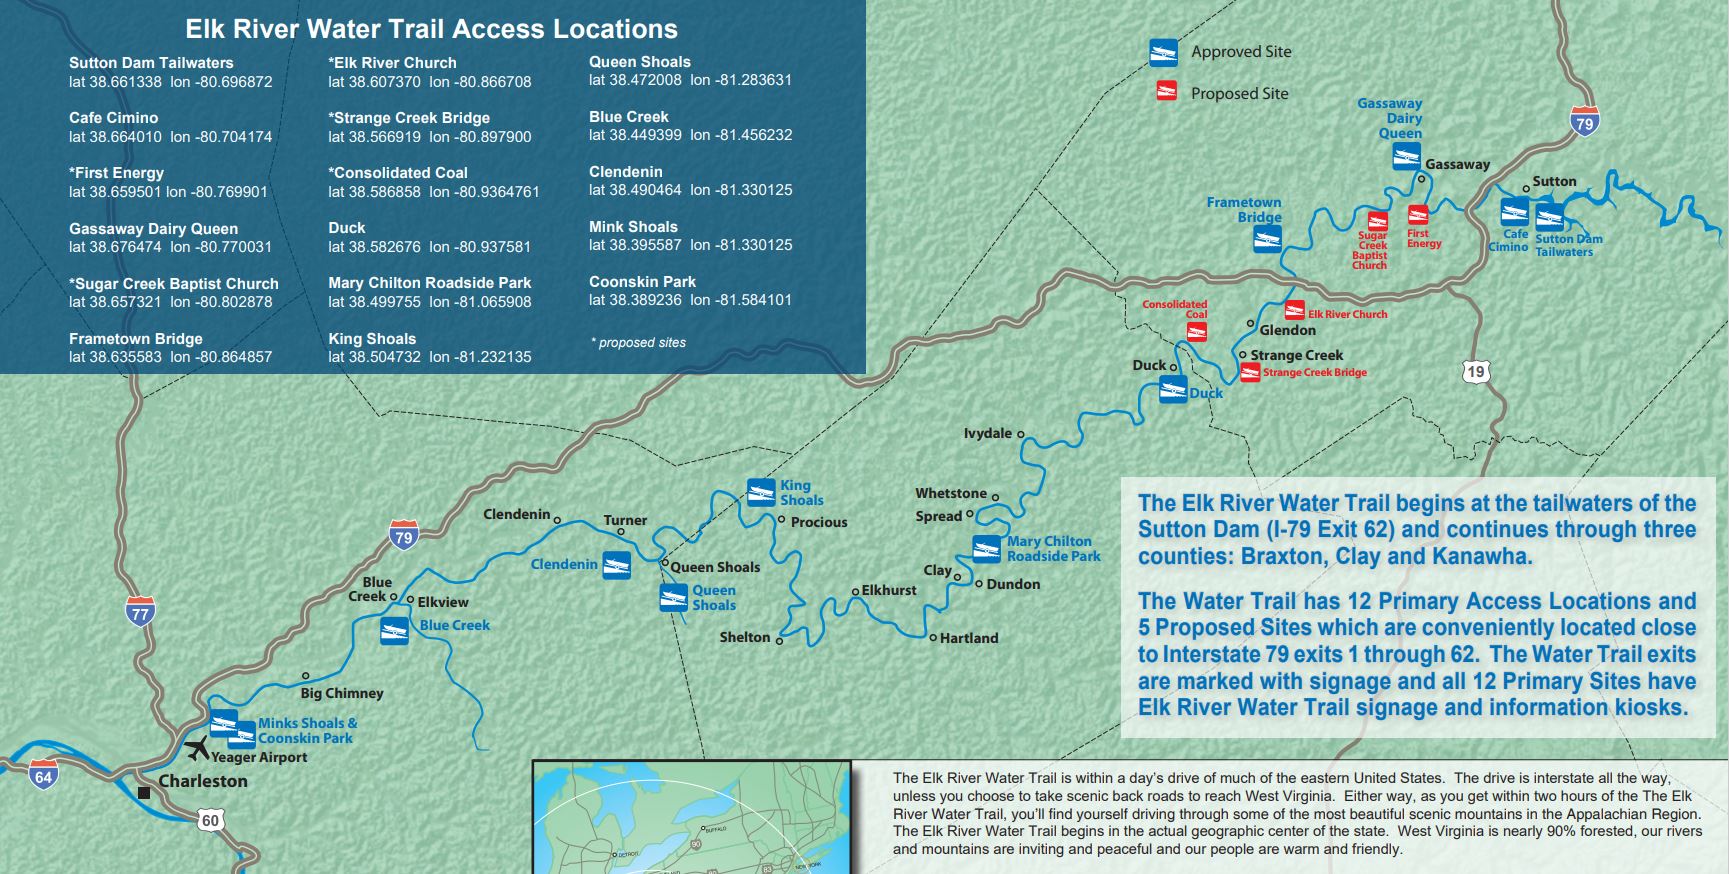 Elk River Water Trail Access Locations
Sutton Dam Tailwaters
lat 38.661338 lon -80.696872
Cafe Cimino
lat 38.664010 lon -80.704174
*First Energy
lat 38.659501 lon -80.769901
Gassaway Dairy Queen
lat 38.676474 lon -80.770031
*Sugar Creek Baptist Church
lat 38.657321 lon -80.802878
Frametown Bridge
lat 38.635583 lon -80.864857
*Elk River Church
lat 38.607370 lon -80.866708
*Strange Creek Bridge
lat 38.566919 lon -80.897900
*Consolidated Coal
lat 38.586858 lon -80.9364761
Duck
lat 38.582676 lon -80.937581
Mary Chilton Roadside Park
lat 38.499755 lon -81.065908
King Shoals
lat 38.504732 lon -81.232135
Queen Shoals
lat 38.472008 lon -81.283631
Blue Creek
lat 38.449399 lon -81.456232
Clendenin
lat 38.490464 lon -81.330125
Mink Shoals
lat 38.395587 lon -81.330125
Coonskin Park
lat 38.389236 lon -81.584101
* proposed sites
Approved Site
Proposed Site
79
Gassaway
Dairy
Queen
Gassaway
Sutton
Frametown
Bridge
Sugar
Creek
Baptist
Church
First
Energy
Cafe
Cimino
Sutton Dam
Tailwaters
Consolidated
Coal
Elk River Church
Glendon
Strange Creek
Strange Creek Bridge
Duck
Duck
19
Ivydale
Whetstone
Spread
King
Shoals
Procious
Clendenin
Turner
79
Mary Chilton
Roadside Park
Clendenin
Queen Shoals
Clay
Dundon
Blue
Creek
Elkview
Queen
Shoals
Elkhurst
77
Blue Creek
Shelton
Hartland
Big Chimney
Minks Shoals &
Coonskin Park
Yeager Airport
64
Charleston
60
The Elk River Water Trail begins at the tailwaters of the
Sutton Dam (I-79 Exit 62) and continues through three
counties: Braxton, Clay and Kanawha.
The Water Trail has 12 Primary Access Locations and
5 Proposed Sites which are conveniently located close
to Interstate 79 exits 1 through 62. The Water Trail exits
are marked with signage and all 12 Primary Sites have
Elk River Water Trail signage and information kiosks.
BUFFALO
90
DETROIT
NEW YORK
The Elk River Water Trail is within a day's drive of much of the eastern United States. The drive is interstate all the way,
unless you choose to take scenic back roads to reach West Virginia. Either way, as you get within two hours of the The Elk
River Water Trail, you'll find yourself driving through some of the most beautiful scenic mountains in the Appalachian Region.
The Elk River Water Trail begins in the actual geographic center of the state. West Virginia is nearly 90% forested, our rivers
and mountains are inviting and peaceful and our people are warm and friendly.